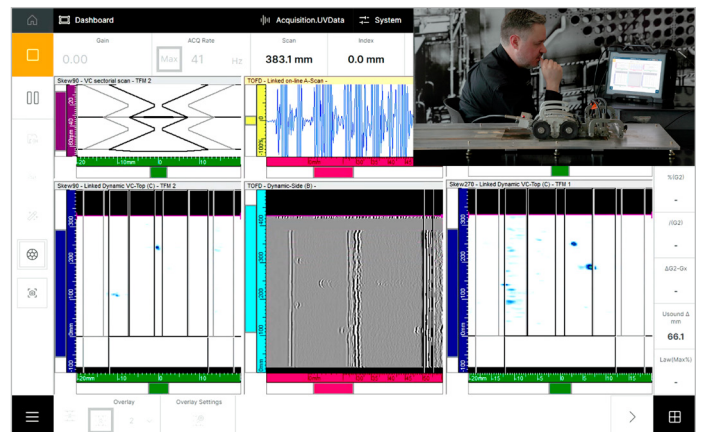 Dashboard
Acquisition.UVData
System
Gain
ACQ Rate
Scan
Index
0.00
Max
41
Hz
383.1 mm
0.0 mm
Skew90 - VC sectorial scan - TFM 2
TOFD - Linked on-line A-Scan -
Skew90 - Linked Dynamic VC-Top (C) - TFM 2
TOFD - Dynamic-Side (B) -
Skew270 - Linked Dynamic VC-Top (C) - TFM 1
%(G2)
-
/(G2)
-
ΔG2-Gx
-
Usound Δ
mm
66.1
Law(Max%)
-
Overlay
2
Overlay Settings